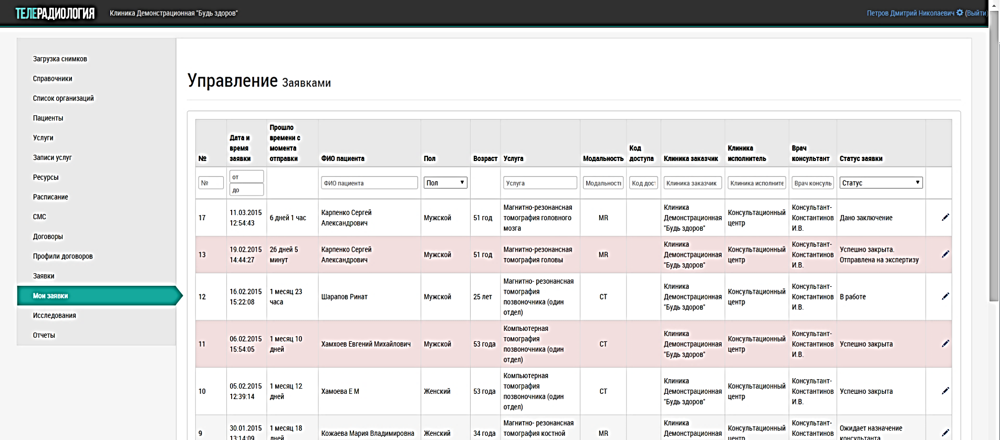 ТЕЛЕРАДИОЛОГИЯ
Клиника Демонстрационная "Будь здоров"
Петров Дмитрий Николаевич (Выйти)
Загрузка снимков
Справочники
Список организаций
Пациенты
Услуги
Записи услуг
Ресурсы
Расписание
СМС
Договоры
Профили договоров
Заявки
Мои заявки
Исследования
Отчеты
Управление Заявками
№
Дата и
время
заявки
Прошло
времени с
момента
отправки
ФИО пациента
Пол
Возраст
Услуга
Модальность
Код
доступа
Клиника заказчик
Клиника
исполнитель
Врач
консультант
Статус заявки
№
от
до
ФИО пациента
Пол
Услуга
Модальность
Код дост
Клиника заказчик
Клиника исполните
Врач консуль
Статус
17
11.03.2015
12:54:43
6 дней 1 час
Карпенко Сергей
Александрович
Мужской
51 год
Магнитно-резонансная
томография головного
мозга
MR
Клиника
Демонстрационная
"Будь здоров"
Консультационный
центр
Консультант-
Константинов
И.В.
Дано заключение
13
19.02.2015
14:44:27
26 дней 5
минут
Карпенко Сергей
Александрович
Мужской
51 год
Магнитно-резонансная
томография головы
MR
Клиника
Демонстрационная
"Будь здоров"
Консультационный
центр
Консультант-
Константинов
И.В.
Успешно закрыта.
Отправлена на экспертизу
12
16.02.2015
15:22:08
1 месяц 23
часа
Шарапов Ринат
Мужской
25 лет
Магнитно- резонансная
томография
позвоночника (один
отдел)
CT
Клиника
Демонстрационная
"Будь здоров"
Консультационный
центр
Консультант-
Константинов
И.В.
В работе
11
06.02.2015
15:54:05
1 месяц 10
дней
Хамхоев Евгений Михайлович
Мужской
53 года
Компьютерная
томография
позвоночника (один
отдел)
CT
Клиника
Демонстрационная
"Будь здоров"
Консультационный
центр
Консультант-
Константинов
И.В.
Успешно закрыта
10
05.02.2015
12:39:14
1 месяц 12
дней
Хамоева Е М
Женский
53 года
Компьютерная
томография
позвоночника (один
отдел)
CT
Клиника
Демонстрационная
"Будь здоров"
Консультационный
центр
Консультант-
Константинов
И.В.
Успешно закрыта
9
30.01.2015
13:14:09
1 месяц 18
дней
Кожаева Мария Владимировна
Женский
34 года
Магнитно- резонансная
томография костной
MR
Клиника
Демонстрационная
Консультационный
центр
Консультант-
Константинов
Ожидает назначение
консультанта